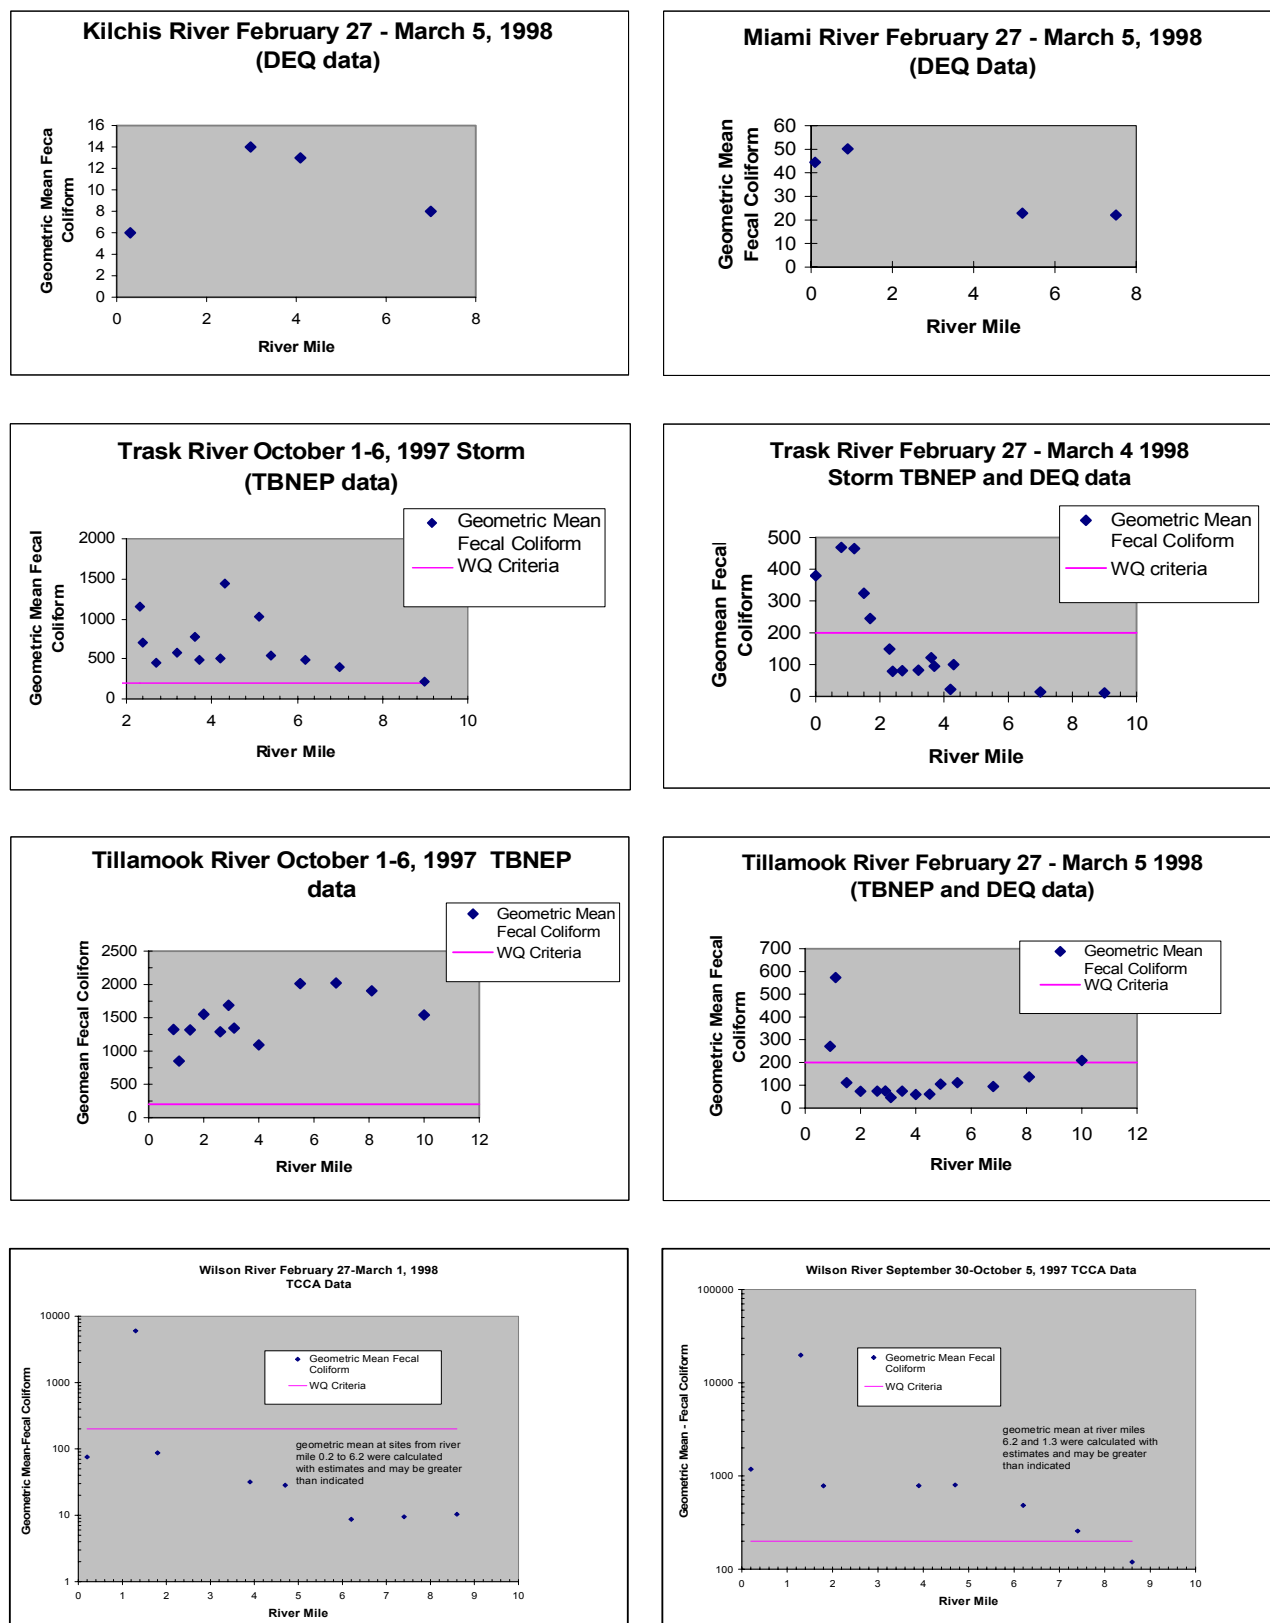 Kilchis River February 27 - March 5, 1998
(DEQ data)
Geometric Mean Feca
Coliform
16
14
12
10
8
6
4
2
0
0 2 4 6 8
River Mile
Miami River February 27 - March 5, 1998
(DEQ Data)
Geometric Mean
Fecal Coliform
60
50
40
30
20
10
0
0 2 4 6 8
River Mile
Trask River October 1-6, 1997 Storm
(TBNEP data)
Geometric Mean
Fecal Coliform
WQ Criteria
Geometric Mean Fecal
Coliform
2000
1500
1000
500
0
2 4 6 8 10
River Mile
Trask River February 27 - March 4 1998
Storm TBNEP and DEQ data
Geometric Mean
Fecal Coliform
WQ criteria
Geomean Fecal
Coliform
500
400
300
200
100
0
0 2 4 6 8 10
River Mile
Tillamook River October 1-6, 1997 TBNEP
data
Geometric Mean
Fecal Coliform
WQ Criteria
Geomean Fecal Coliform
2500
2000
1500
1000
500
0
0 2 4 6 8 10 12
River Mile
Tillamook River February 27 - March 5 1998
(TBNEP and DEQ data)
Geometric Mean
Fecal Coliform
WQ Criteria
Geometric Mean Fecal
Coliform
700
600
500
400
300
200
100
0
0 2 4 6 8 10 12
River Mile
Wilson River February 27-March 1, 1998
TCCA Data
Geometric Mean-Fecal Coliform
10000
1000
100
10
1
Geometric Mean Fecal
Coliform
WQ Criteria
geometric mean at sites from river
mile 0.2 to 6.2 were calculated
with estimates and may be greater
than indicated
0 1 2 3 4 5 6 7 8 9 10
River Mile
Wilson River September 30-October 5, 1997 TCCA Data
Geometric Mean - Fecal Coliform
100000
10000
1000
100
Geometric Mean Fecal
Coliform
WQ Criteria
geometric mean at river miles
6.2 and 1.3 were calculated with
estimates and may be greater
than indicated
0 1 2 3 4 5 6 7 8 9 10
River Mile